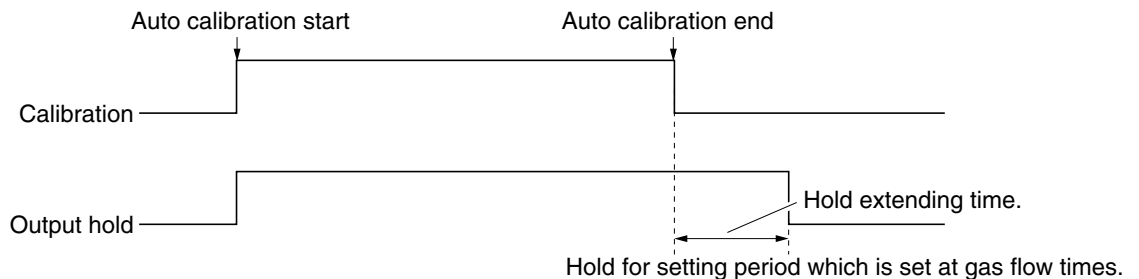 Auto calibration start
Auto calibration end
Calibration
Output hold
Hold extending time.
Hold for setting period which is set at gas flow times.